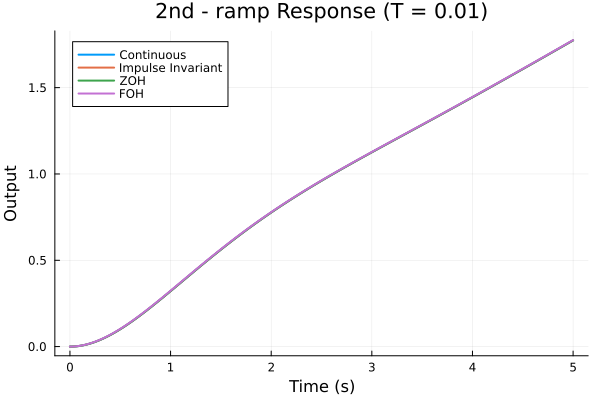 2nd - ramp Response (T = 0.01)
Continuous
Impulse Invariant
ZOH
FOH
1.5
1.0
0.5
0.0
Output
0 1 2 3 4 5
Time (s)